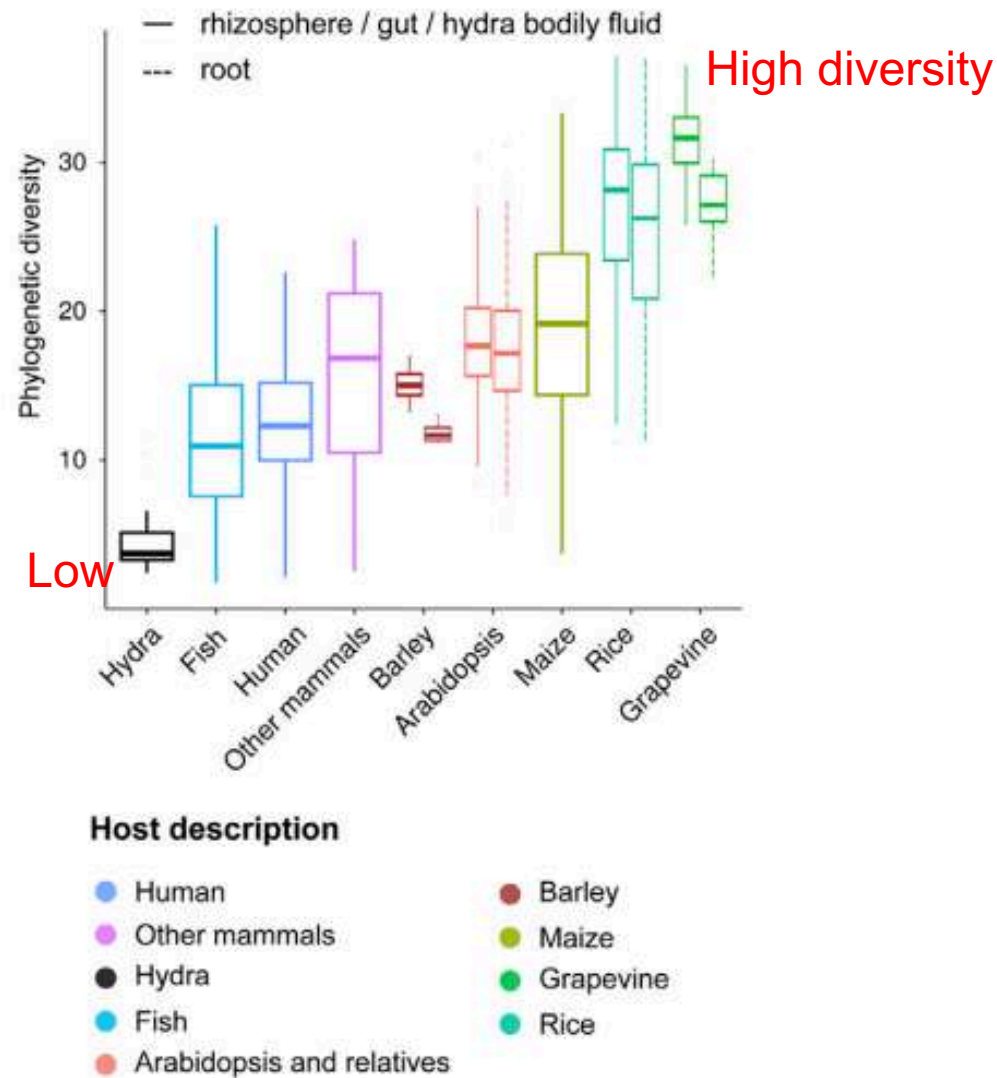 — rhizosphere / gut / hydra bodily fluid
--- root
High diversity
Phylogenetic diversity
30
20
10
Low
Hydra
Fish
Human
Other mammals
Barley
Arabidopsis
Maize
Rice
Grapevine
Host description
Human
Barley
Other mammals
Maize
Hydra
Grapevine
Fish
Rice
Arabidopsis and relatives